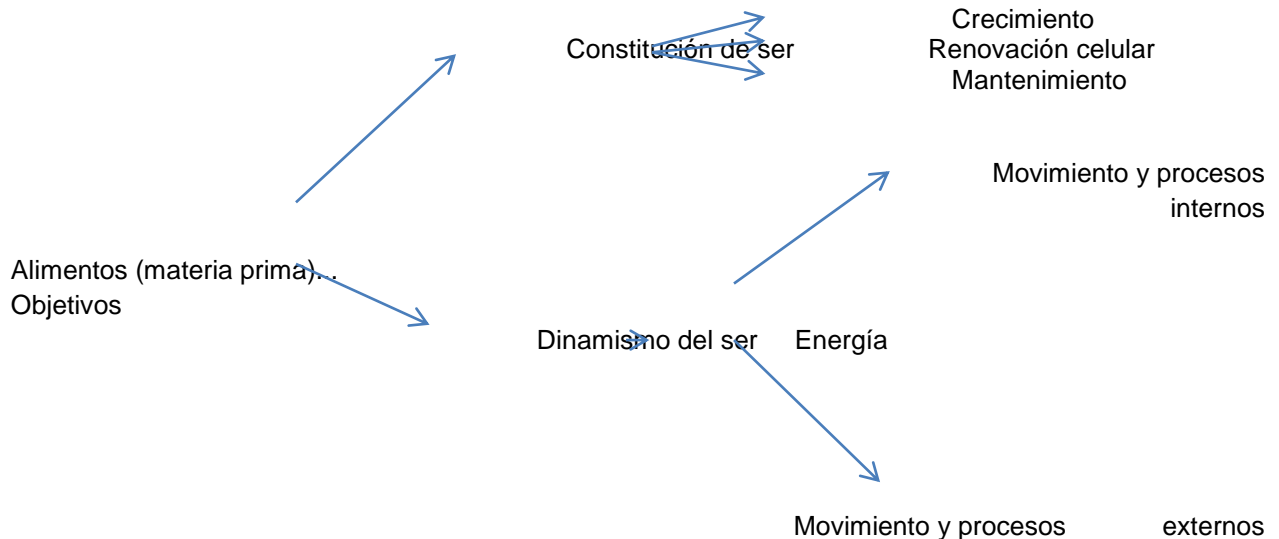 Crecimiento
Constitución de ser Renovación celular
Mantenimiento
Movimiento y procesos
internos
Alimentos (materia prima)...
Objetivos
Dinamismo del ser Energía
Movimiento y procesos externos